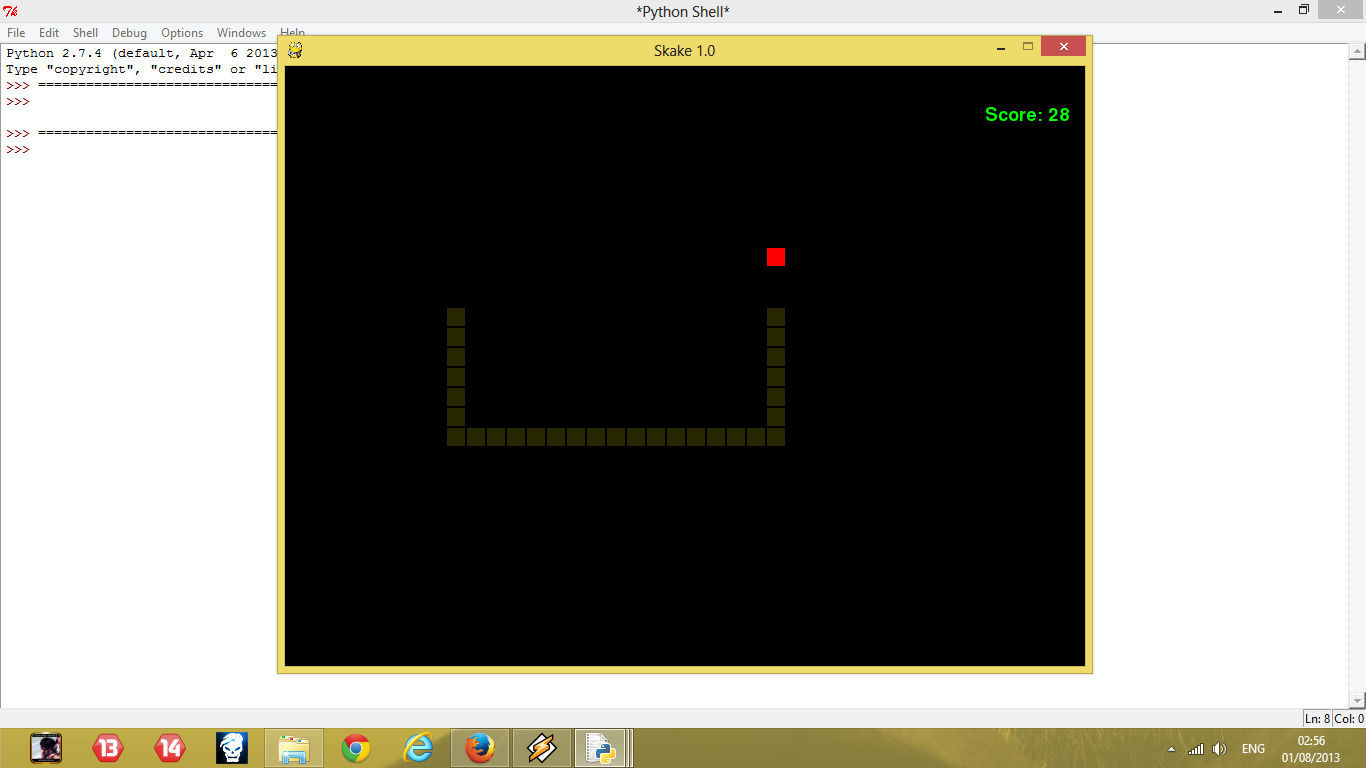 *Python Shell*
File Edit Shell Debug Options Windows Help
Python 2.7.4 (default, Apr  6 2013
Type "copyright", "credits" or "li
>>> ==============================
>>>
>>> ==============================
>>>
Skake 1.0
Score: 28
Ln: 8 Col: 0
13
14
ENG
02:56
01/08/2013